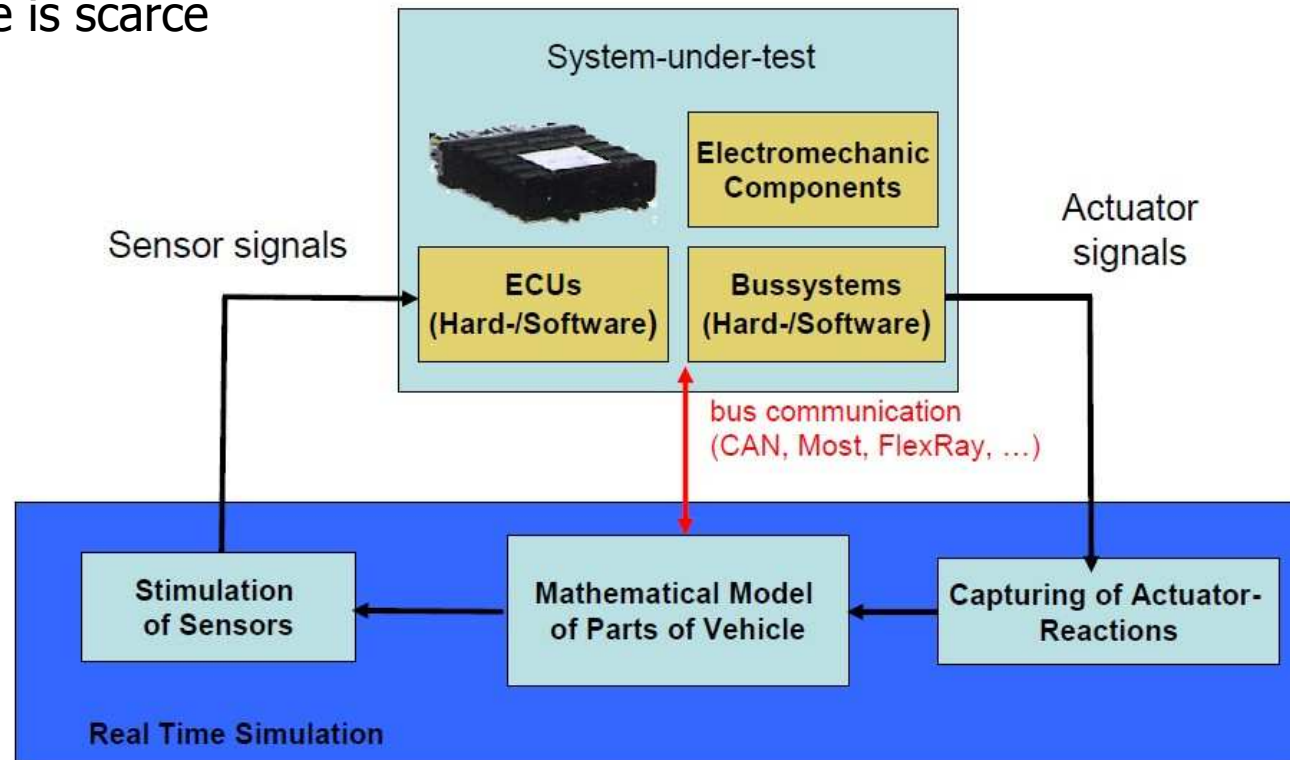 e is scarce
System-under-test
Electromechanic
Components
Sensor signals
Actuator
signals
ECUs
(Hard-/Software)
Bussystems
(Hard-/Software)
bus communication
(CAN, Most, FlexRay, …)
Stimulation
of Sensors
Mathematical Model
of Parts of Vehicle
Capturing of Actuator-
Reactions
Real Time Simulation